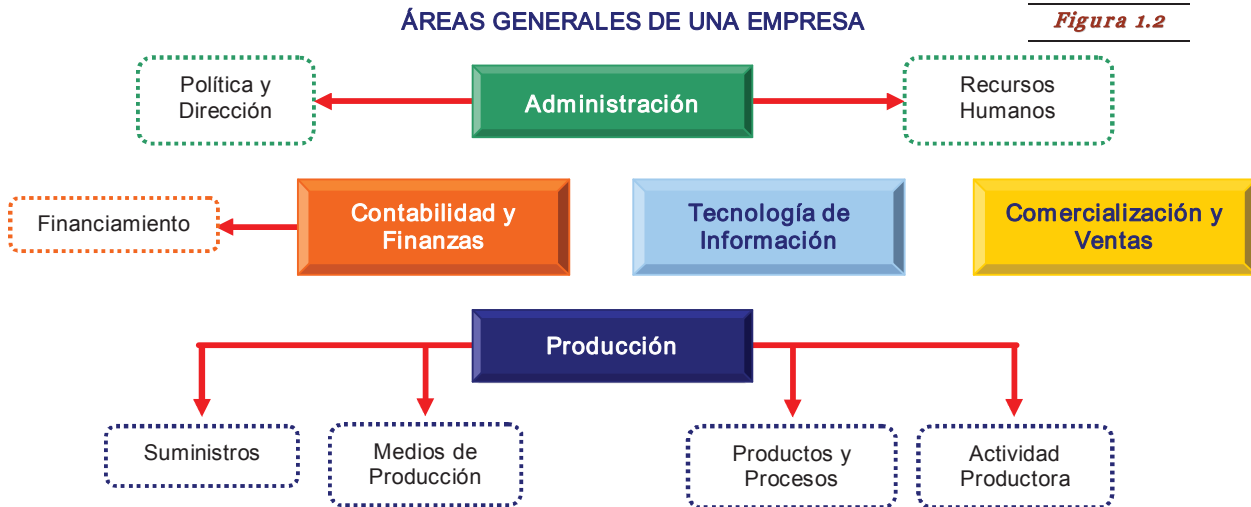 ÁREAS GENERALES DE UNA EMPRESA
Figura 1.2
Política y
Dirección
Administración
Recursos
Humanos
Financiamiento
Contabilidad y
Finanzas
Tecnología de
Información
Comercialización y
Ventas
Producción
Suministros
Medios de
Producción
Productos y
Procesos
Actividad
Productora